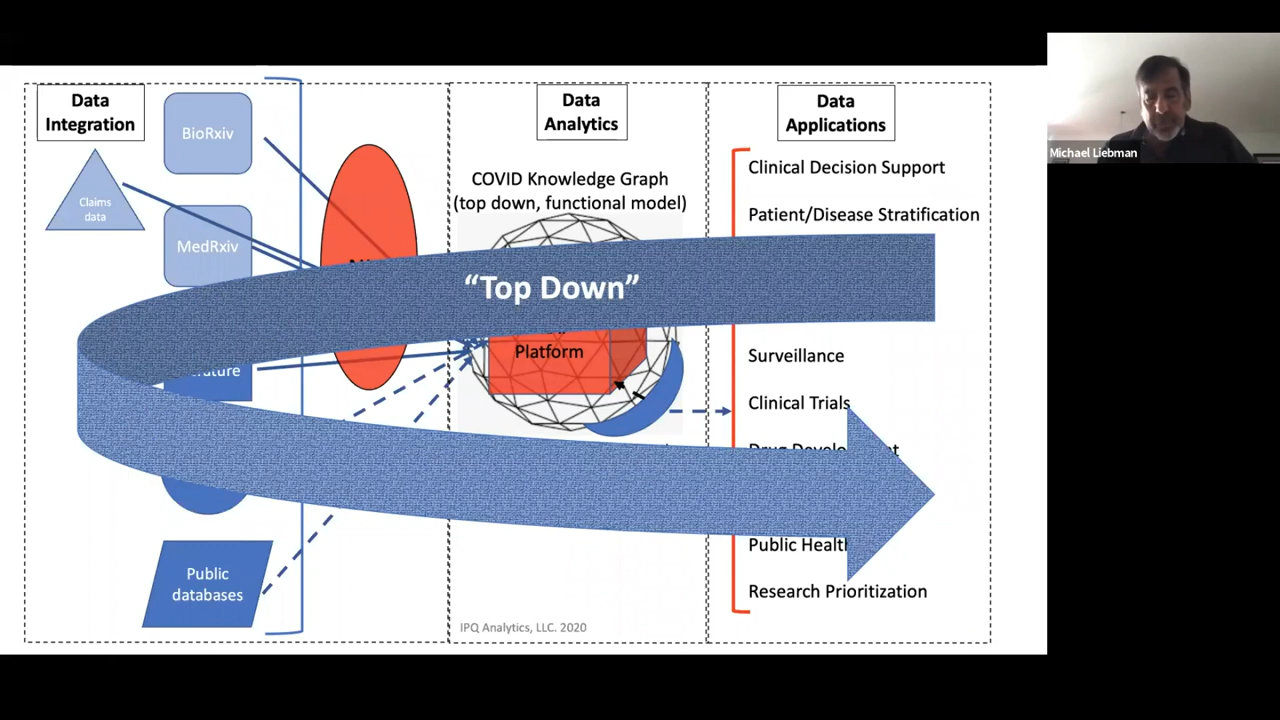 Data
Integration
BioRxiv
Claims
data
MedRxiv
Public
databases
Data
Analytics
COVID Knowledge Graph
(top down, functional model)
“Top Down”
Platform
IPQ Analytics, LLC. 2020
Data
Applications
Clinical Decision Support
Patient/Disease Stratification
Surveillance
Clinical Trials
Public Health
Research Prioritization
Michael Liebman